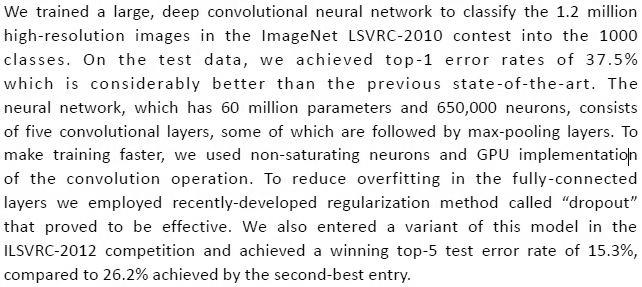 We trained a large, deep convolutional neural network to classify the 1.2 million
high-resolution images in the ImageNet LSVRC-2010 contest into the 1000
classes. On the test data, we achieved top-1 error rates of 37.5%
which is considerably better than the previous state-of-the-art. The
neural network, which has 60 million parameters and 650,000 neurons, consists
of five convolutional layers, some of which are followed by max-pooling layers. To
make training faster, we used non-saturating neurons and GPU implementation
of the convolution operation. To reduce overfitting in the fully-connected
layers we employed recently-developed regularization method called “dropout”
that proved to be effective. We also entered a variant of this model in the
ILSVRC-2012 competition and achieved a winning top-5 test error rate of 15.3%,
compared to 26.2% achieved by the second-best entry.